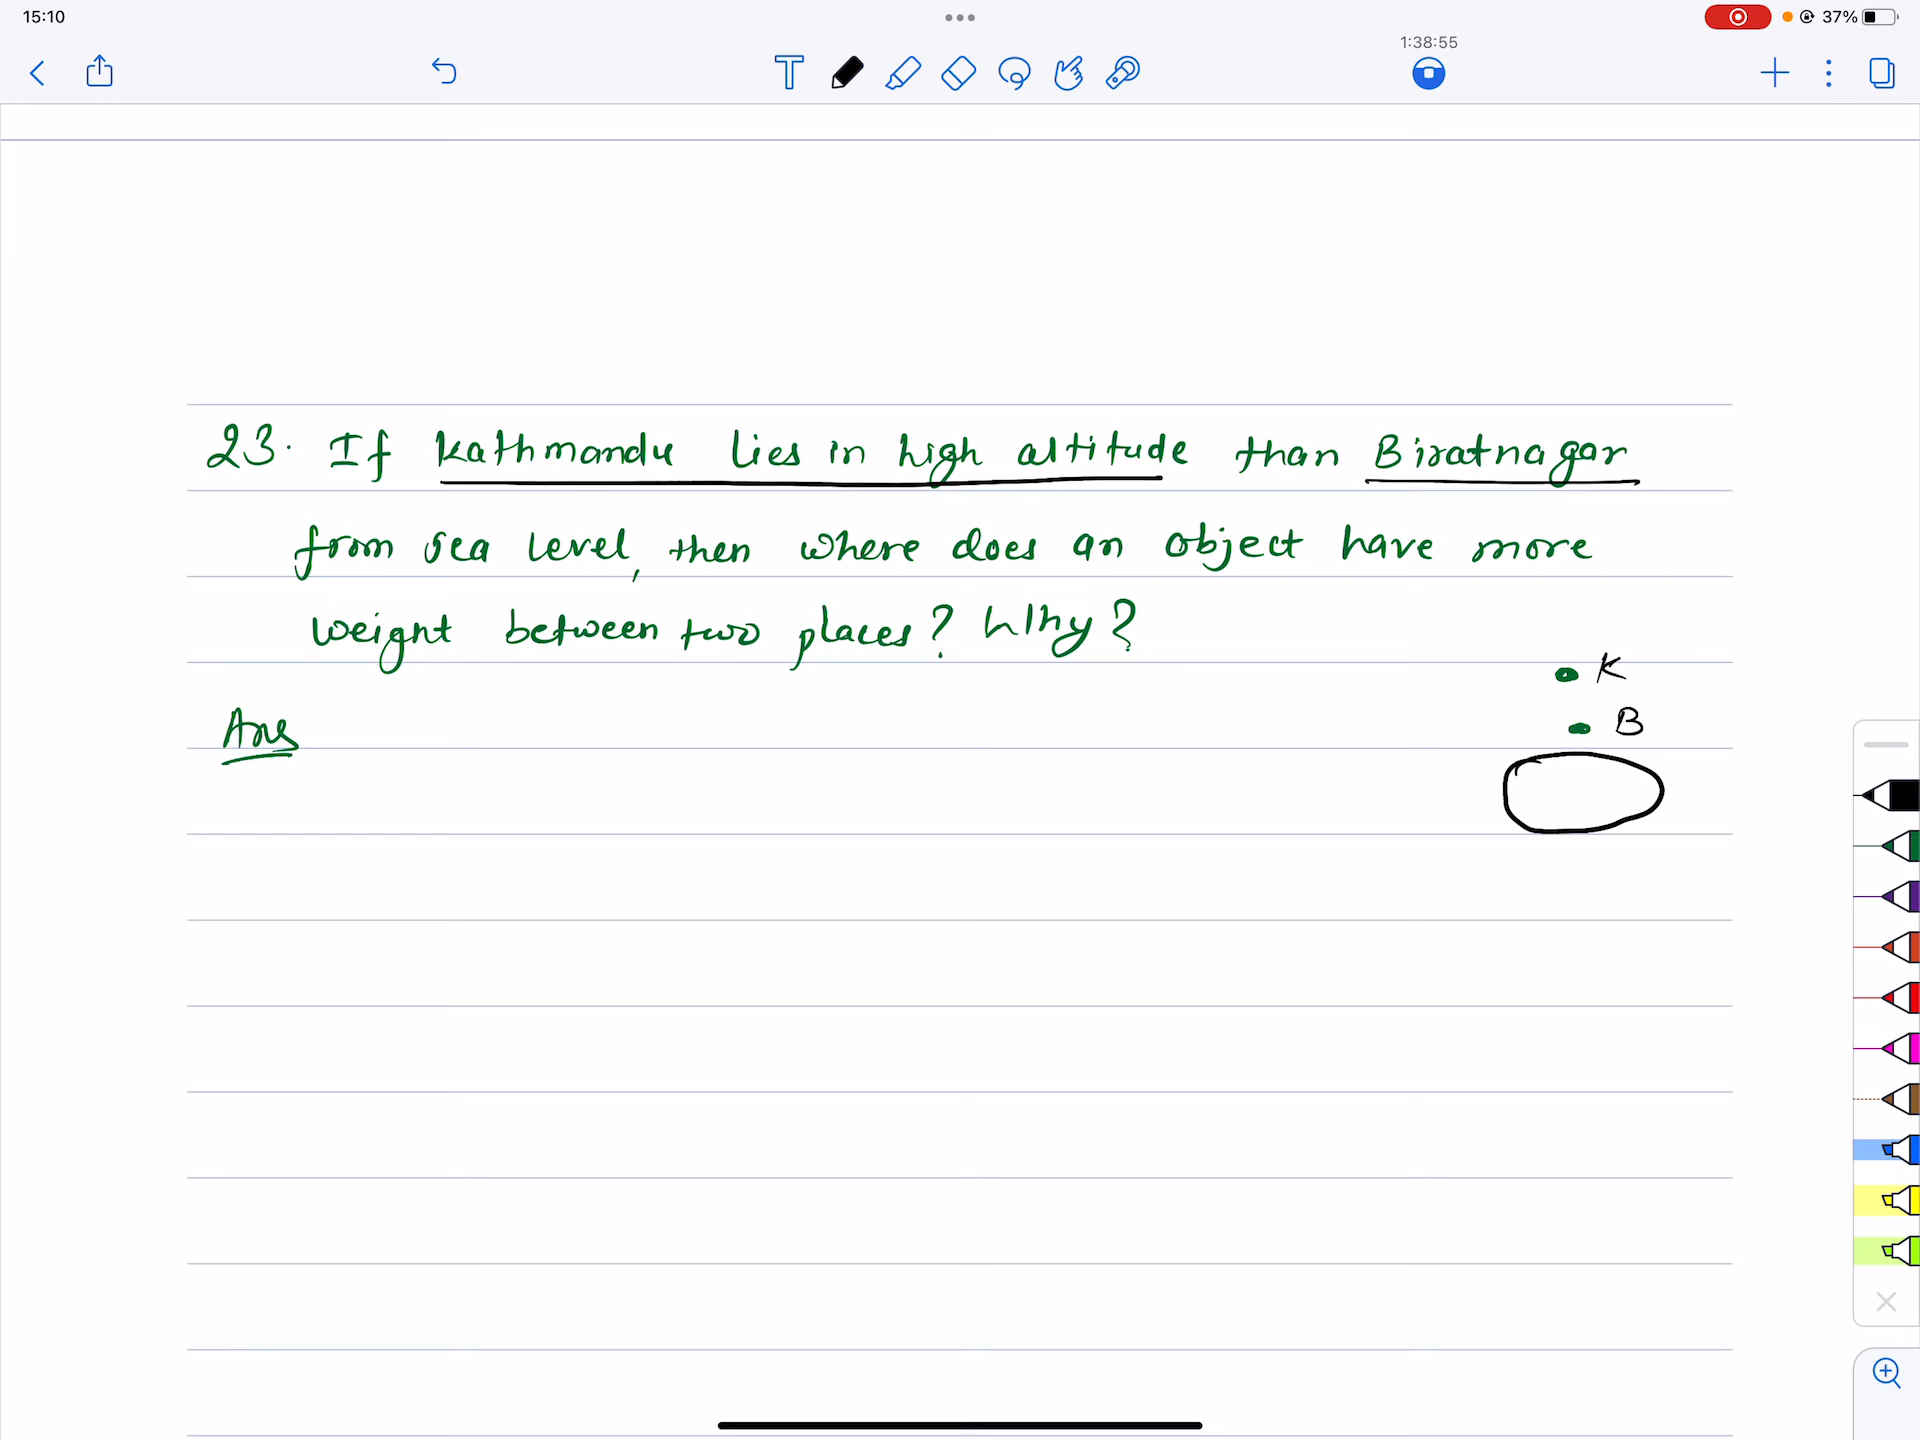 15:10
37%
1:38:55
23. If Kathmandu lies in high altitude than Biratnagar
from sea level, then where does an object have more
weight between two places? Why?
K
B
Ans